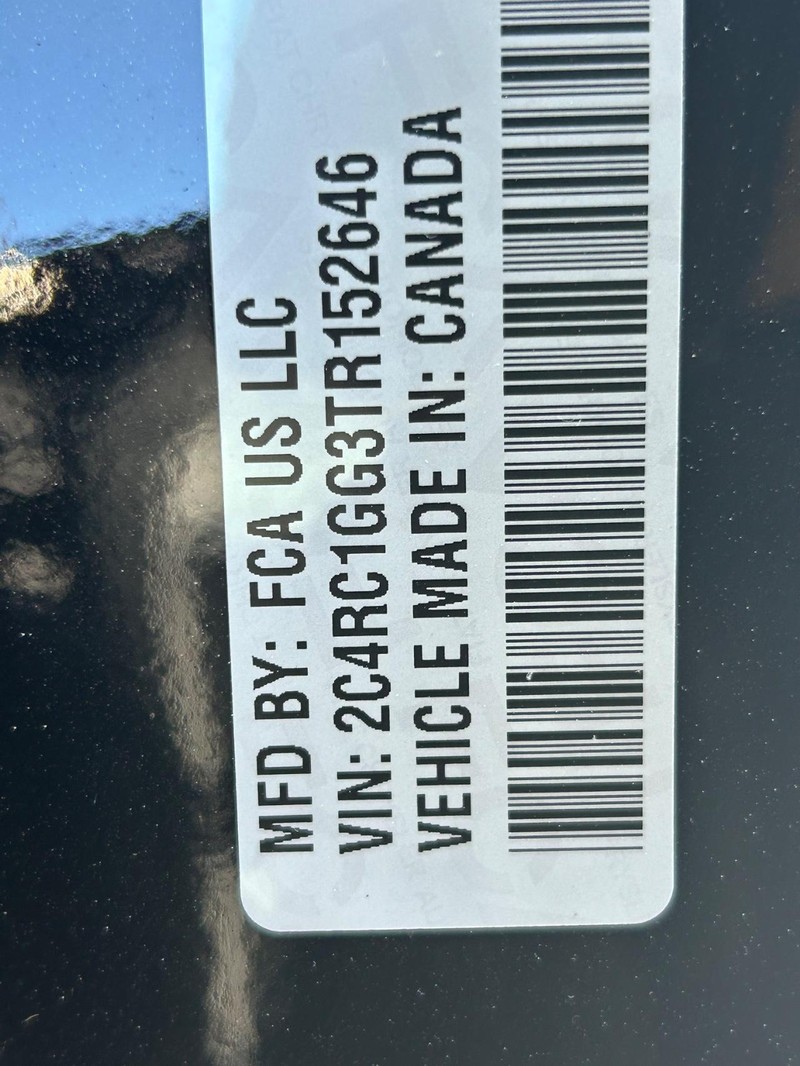 MFD BY: FCA US LLC
VIN: 2C4RC1GG3TR152646
VEHICLE MADE IN: CANADA